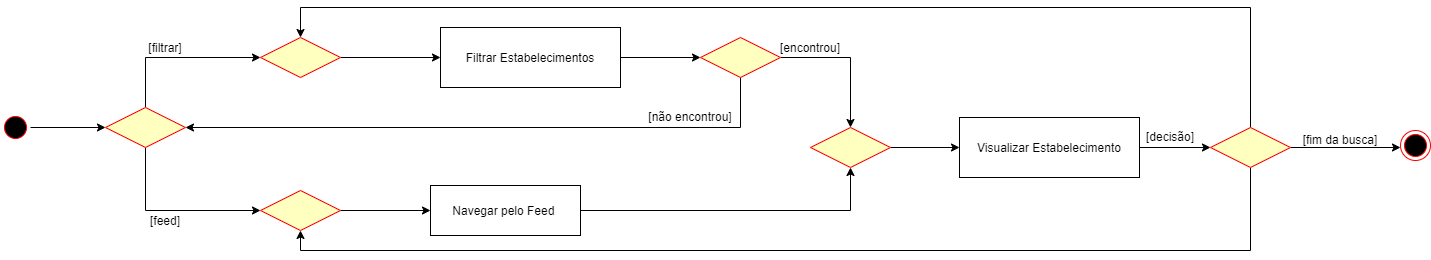 [filtrar]
Filtrar Estabelecimentos
[encontrou]
[não encontrou]
Visualizar Estabelecimento
[decisão]
[fim da busca]
[feed]
Navegar pelo Feed